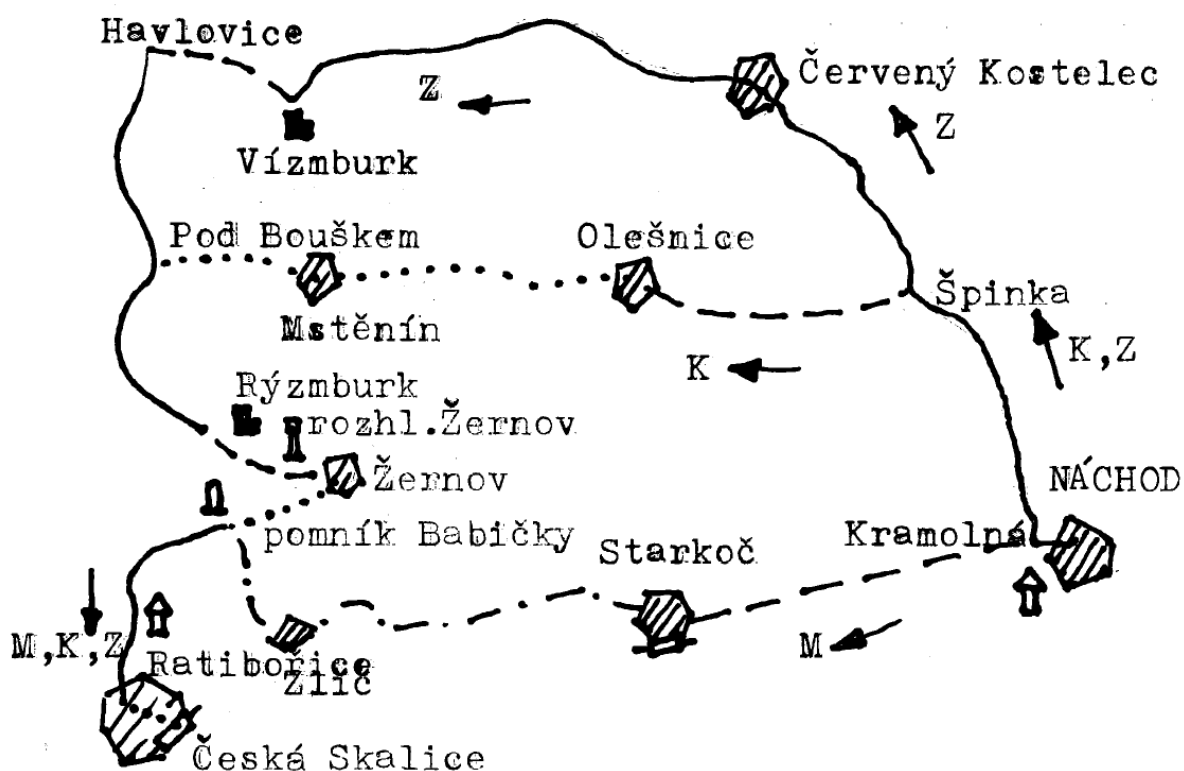 Havlovice
Červený Kostelec
Z
Z
Vízmburk
Pod Bouškem
Olešnice
Špinka
Mstěnín
K,Z
K
Rýzmburk
rozhl.Žernov
Žernov
NÁCHOD
pomník Babičky
Starkoč
Kramolná
M,K,Z
M
Ratibořice
Zlič
Česká Skalice